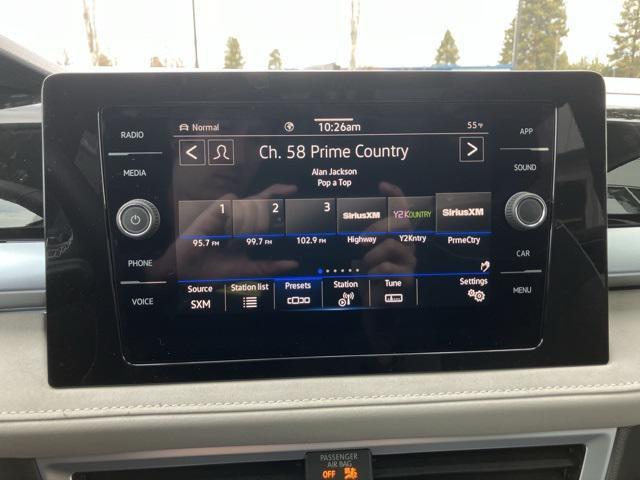 RADIO
MEDIA
PHONE
VOICE
Normal
10:26am
55 °F
Ch. 58 Prime Country
Alan Jackson
Pop a Top
1 2 3 SiriusXM Y2KOUNTRY SiriusXM
95.7 FM 99.7 FM 102.9 FM Highway Y2Kntry PrmeCtry
Source Station list Presets Station Tune Settings
SXM
APP
SOUND
CAR
MENU
PASSENGER
AIR BAG
OFF